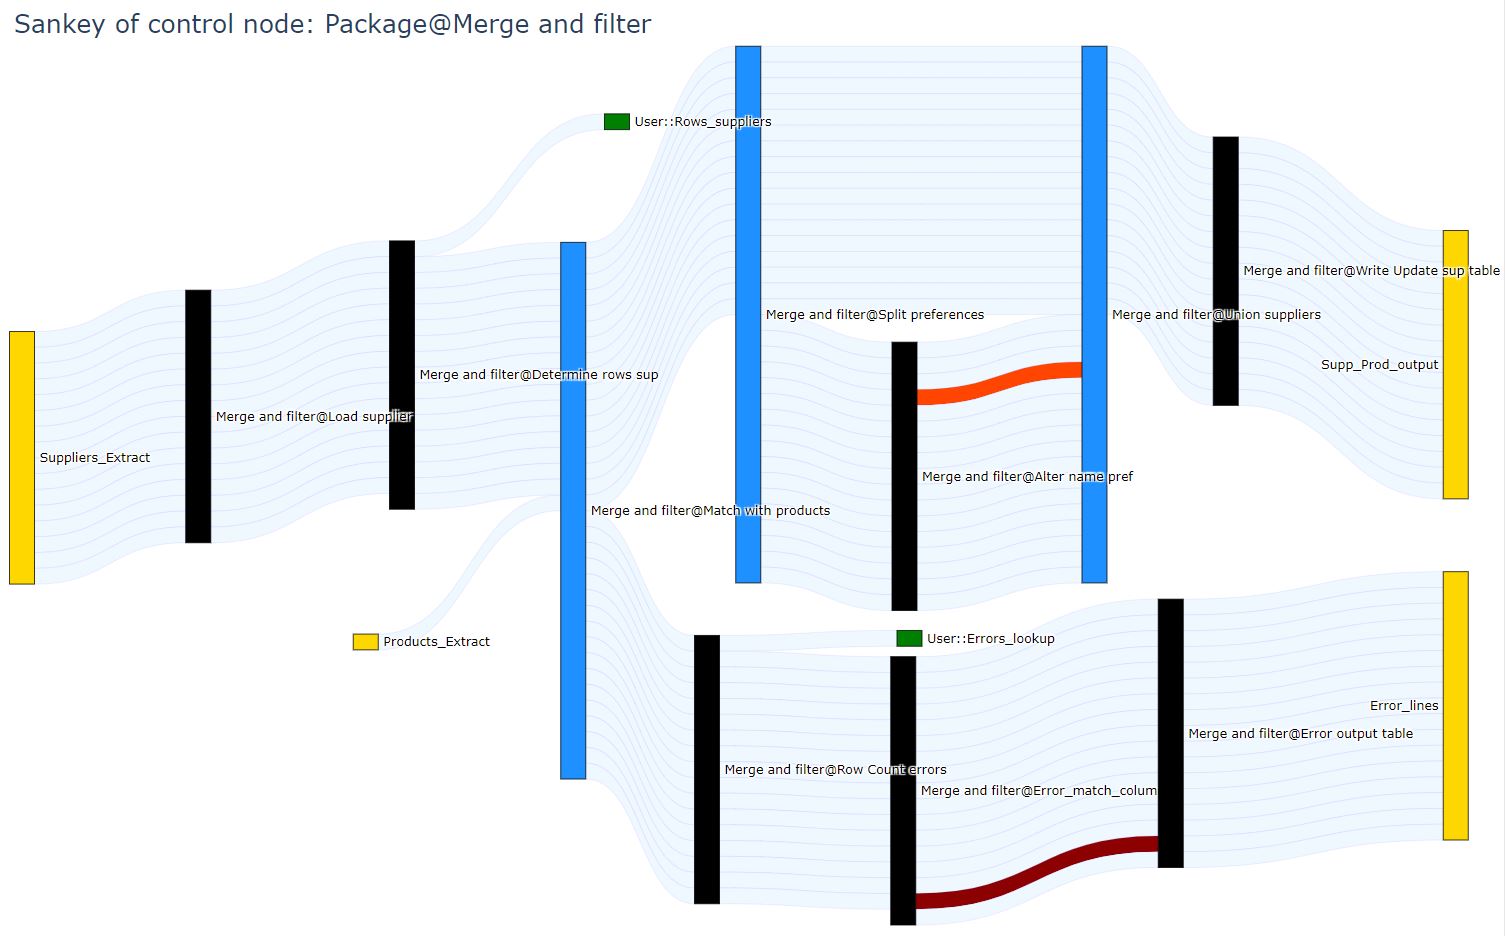 Sankey of control node: Package@Merge and filter
User::Rows_suppliers
Merge and filter@Write Update sup table
Merge and filter@Split preferences
Merge and filter@Union suppliers
Supp_Prod_output
Merge and filter@Determine rows sup
Merge and filter@Load supplier
Suppliers_Extract
Merge and filter@Alter name pref
Merge and filter@Match with products
User::Errors_lookup
Products_Extract
Error_lines
Merge and filter@Error output table
Merge and filter@Row Count errors
Merge and filter@Error_match_colum